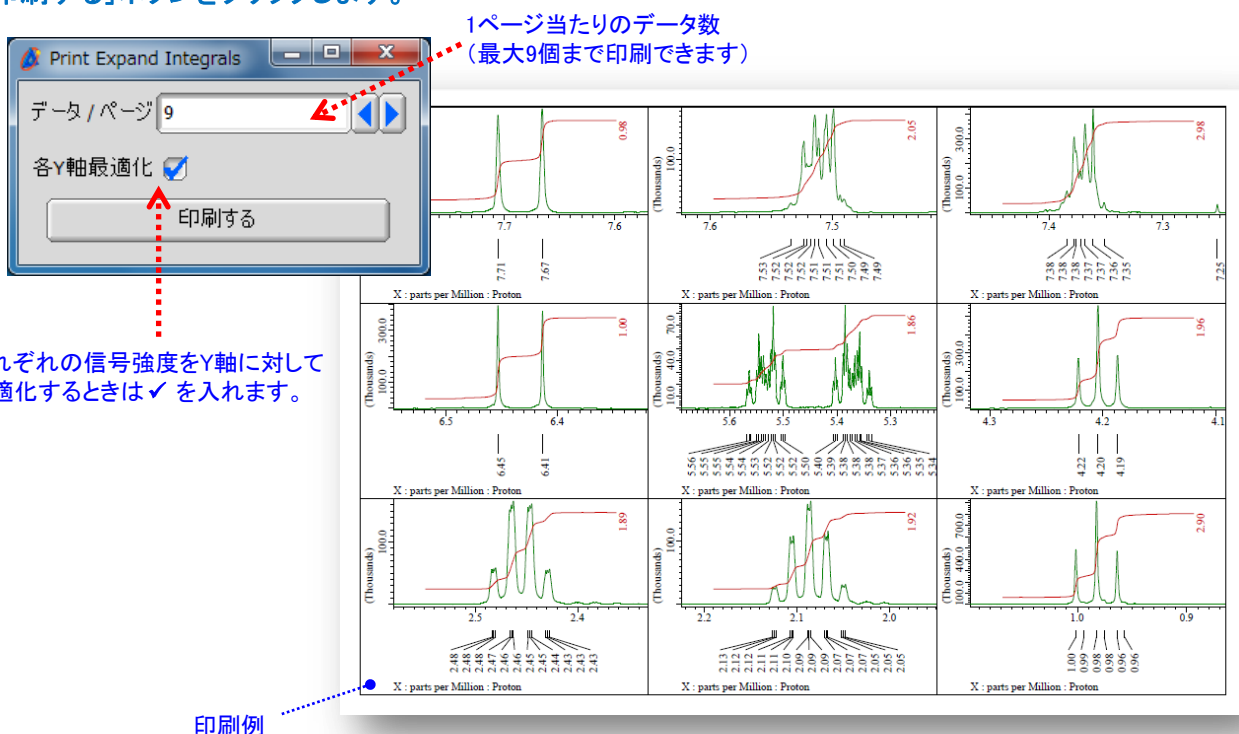 印刷する」ボタンをクリックします。
1ページ当たりのデータ数
（最大9個まで印刷できます）
Print Expand Integrals
データ / ページ 9
各Y軸最適化
印刷する
れぞれの信号強度をY軸に対して
適化するときは✓ を入れます。
0.98
7.7 7.6
7.71 7.67
X : parts per Million : Proton
(Thousands)
100.0
2.05
7.6 7.5
7.53 7.52 7.52 7.52 7.51 7.51 7.51 7.50 7.49 7.49
X : parts per Million : Proton
(Thousands)
100.0 300.0
2.98
7.4 7.3
7.38 7.38 7.38 7.37 7.37 7.36 7.35 7.25
X : parts per Million : Proton
(Thousands)
100.0 300.0
1.00
6.5 6.4
6.45 6.41
X : parts per Million : Proton
(Thousands)
10.0 40.0 70.0
1.86
5.6 5.5 5.4 5.3
5.56 5.55 5.55 5.54 5.54 5.53 5.52 5.52 5.52 5.50 5.40 5.39 5.38 5.38 5.38 5.37 5.36 5.36 5.35 5.34
X : parts per Million : Proton
(Thousands)
100.0 300.0
1.96
4.3 4.2 4.1
4.22 4.20 4.19
X : parts per Million : Proton
(Thousands)
100.0
1.89
2.5 2.4
2.48 2.48 2.48 2.47 2.46 2.46 2.45 2.45 2.44 2.43 2.43 2.43
X : parts per Million : Proton
(Thousands)
100.0
1.92
2.2 2.1 2.0
2.13 2.12 2.12 2.11 2.11 2.10 2.09 2.09 2.09 2.07 2.07 2.05 2.05 2.05
X : parts per Million : Proton
(Thousands)
100.0 400.0 700.0
2.90
1.0 0.9
1.00 0.99 0.98 0.98 0.96 0.96
X : parts per Million : Proton
印刷例